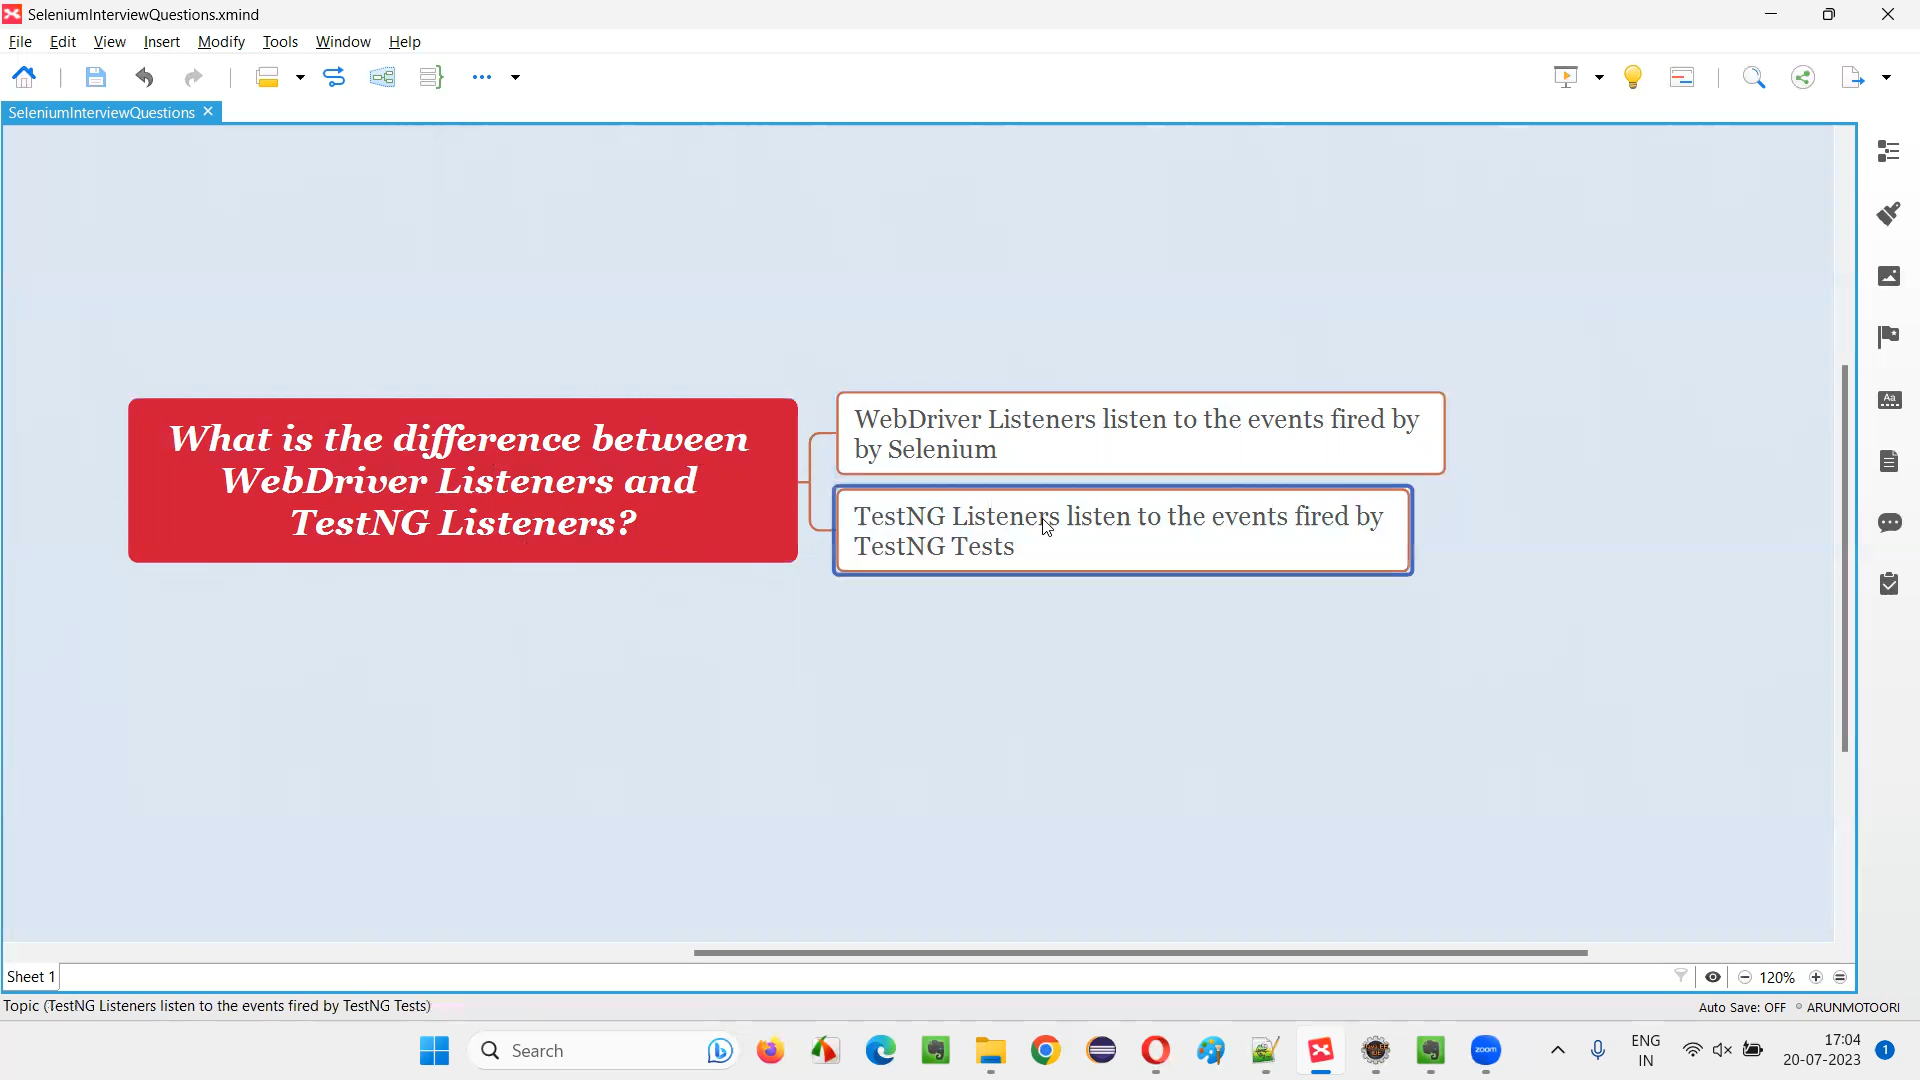 SeleniumInterviewQuestions.xmind
File Edit View Insert Modify Tools Window Help
SeleniumInterviewQuestions
What is the difference between
WebDriver Listeners and
TestNG Listeners?
WebDriver Listeners listen to the events fired by
by Selenium
TestNG Listeners listen to the events fired by
TestNG Tests
Aa
Sheet 1
120%
Topic (TestNG Listeners listen to the events fired by TestNG Tests)
Auto Save: OFF ARUNMOTOORI
Search
zoom
ENG
IN
17:04
20-07-2023
1